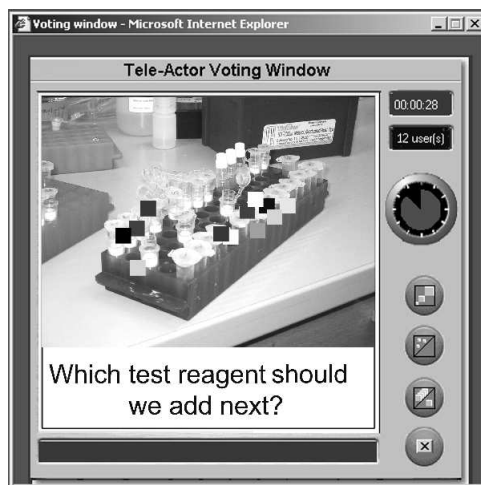 Voting window - Microsoft Internet Explorer
Tele-Actor Voting Window
00:00:28
12 user(s)
Which test reagent should
we add next?